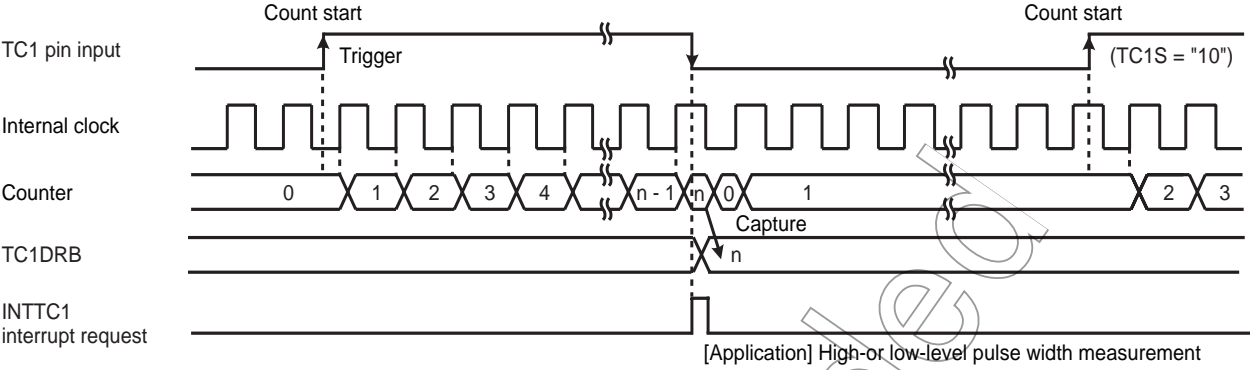 Count start
Count start
TC1 pin input
Trigger
(TC1S = "10")
Internal clock
Counter
0 1 2 3 4 n - 1 n 0 1 2 3
Capture
TC1DRB
n
INTTC1
interrupt request
[Application] High-or low-level pulse width measurement